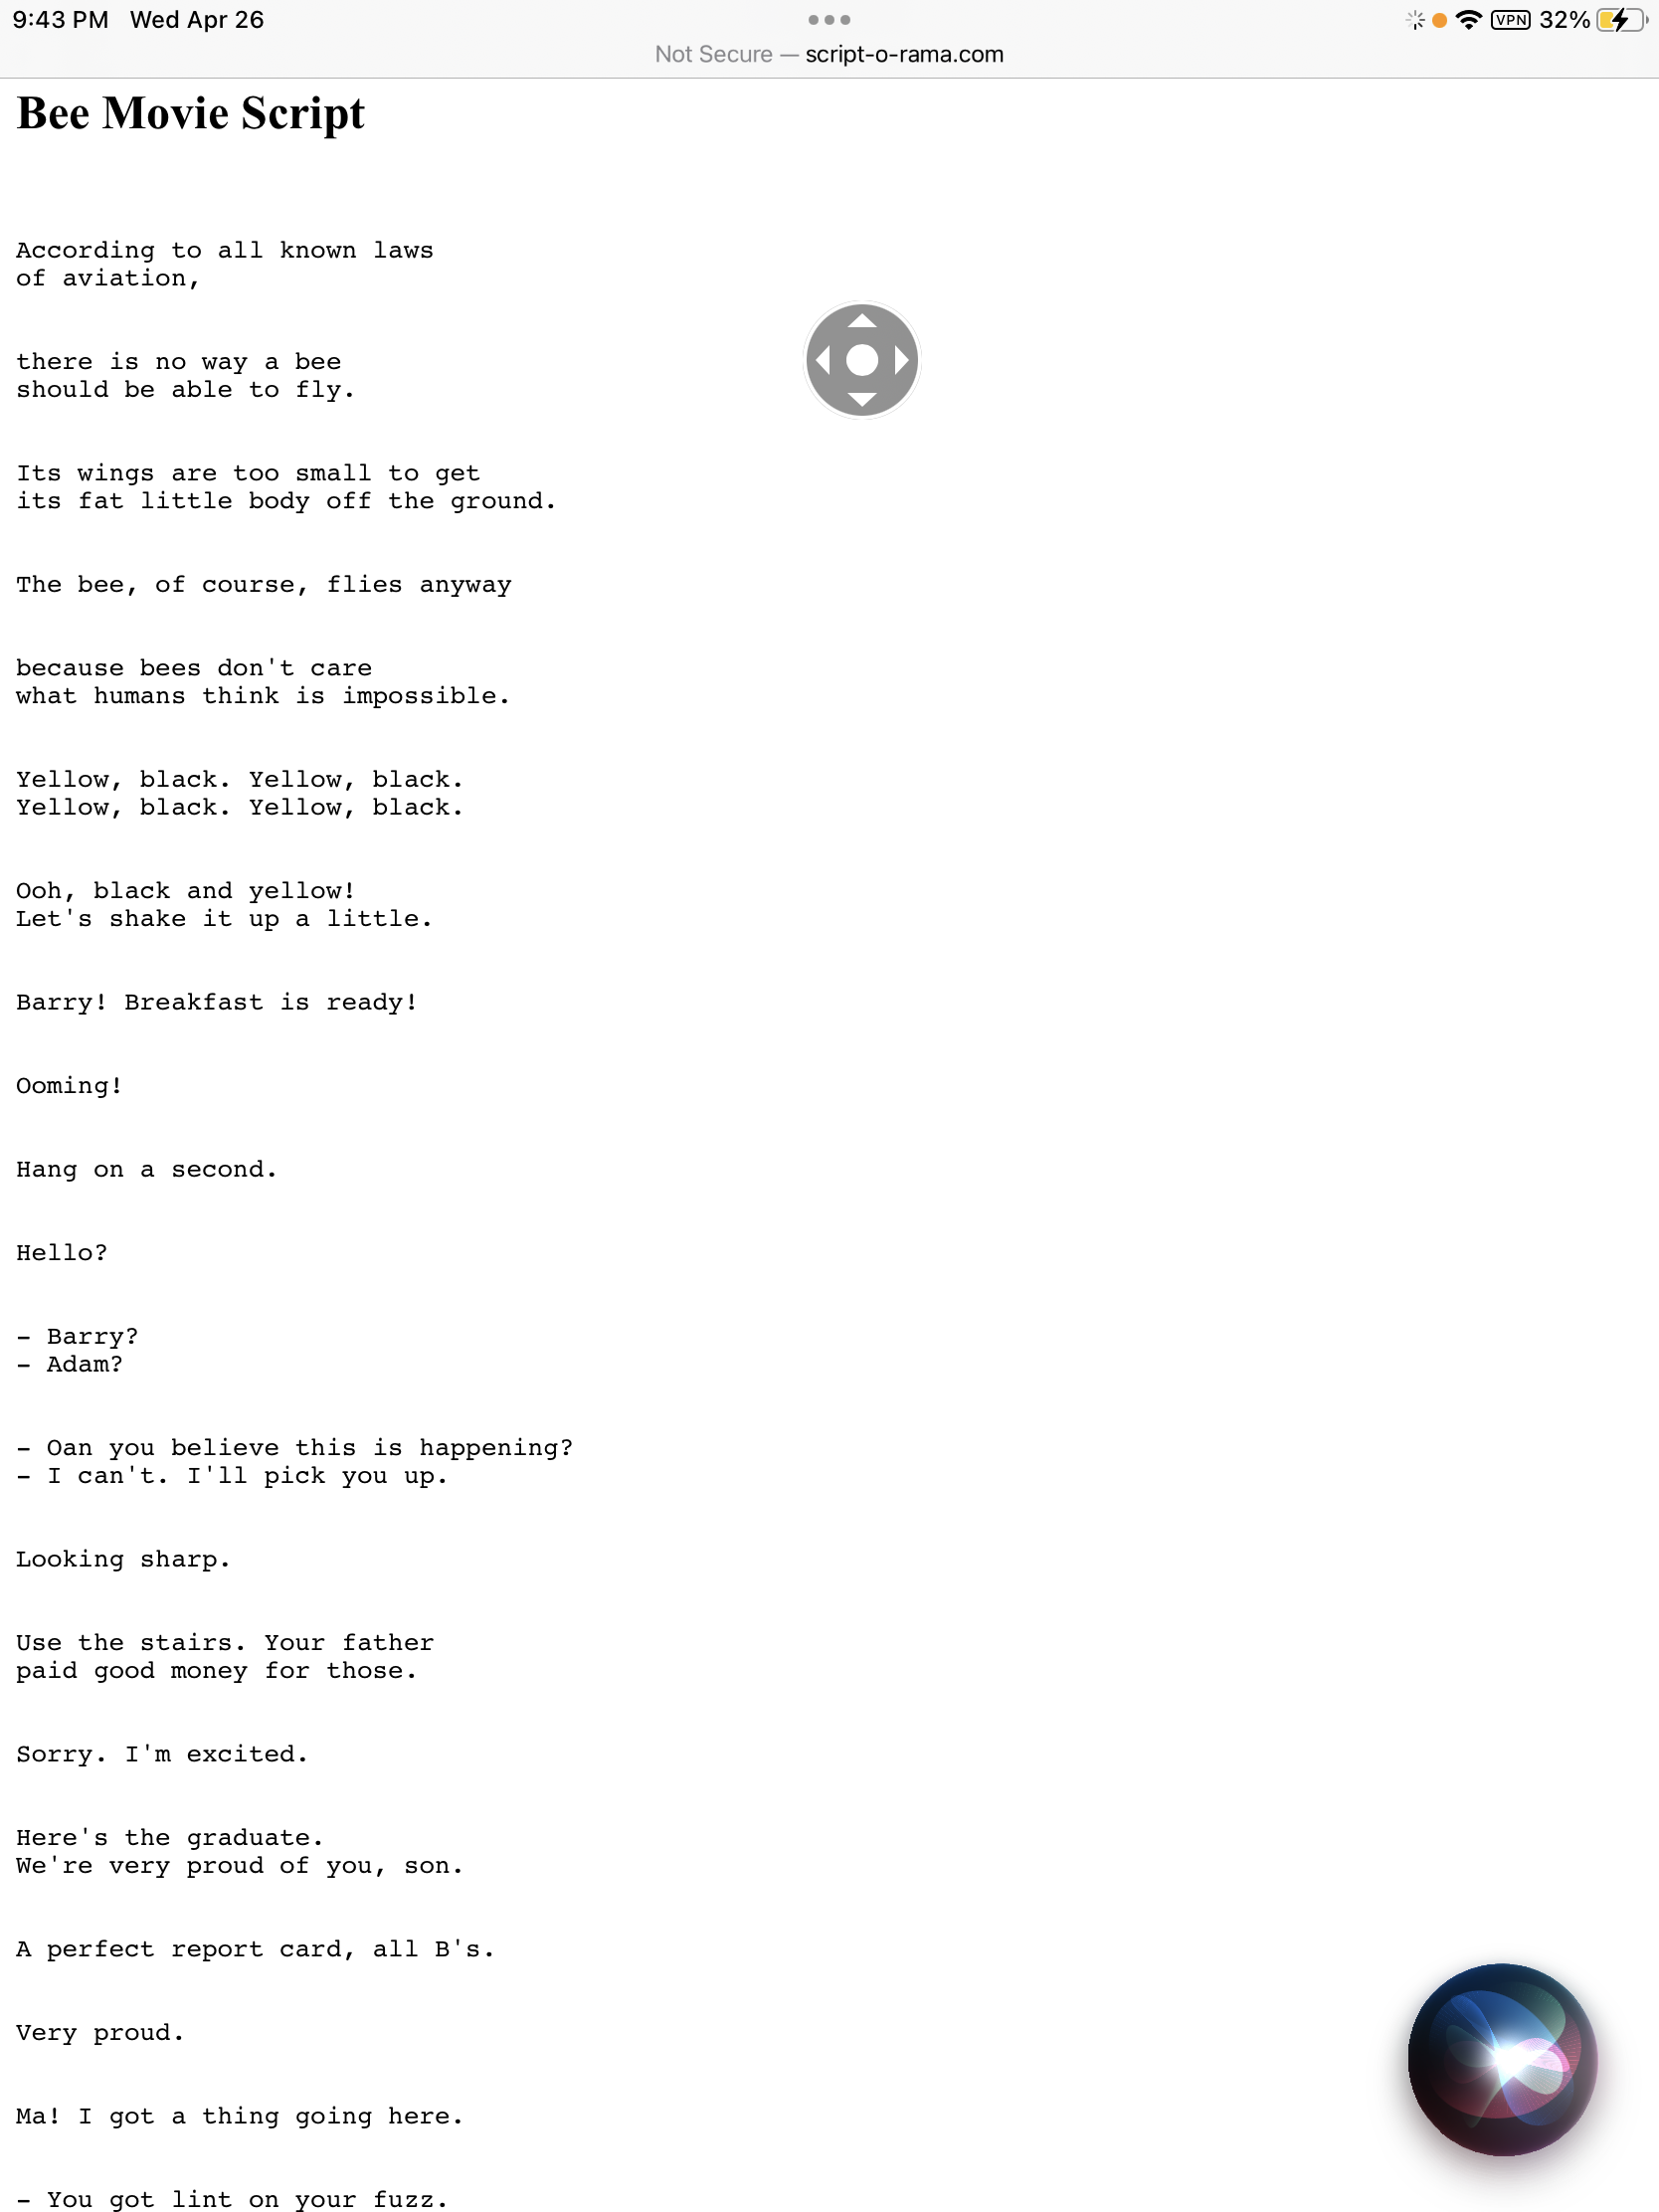 9:43 PM Wed Apr 26
VPN 32%
Not Secure — script-o-rama.com
Bee Movie Script
According to all known laws
of aviation,
there is no way a bee
should be able to fly.
Its wings are too small to get
its fat little body off the ground.
The bee, of course, flies anyway
because bees don't care
what humans think is impossible.
Yellow, black. Yellow, black.
Yellow, black. Yellow, black.
Ooh, black and yellow!
Let's shake it up a little.
Barry! Breakfast is ready!
Ooming!
Hang on a second.
Hello?
- Barry?
- Adam?
- Oan you believe this is happening?
- I can't. I'll pick you up.
Looking sharp.
Use the stairs. Your father
paid good money for those.
Sorry. I'm excited.
Here's the graduate.
We're very proud of you, son.
A perfect report card, all B's.
Very proud.
Ma! I got a thing going here.
- You got lint on your fuzz.